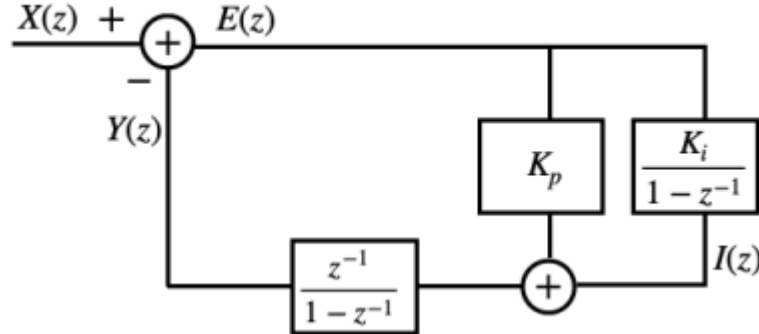 X(z) + E(z)
+
−
Y(z)
K_p
K_i
1 − z^{-1}
z^{-1}
1 − z^{-1}
+
I(z)